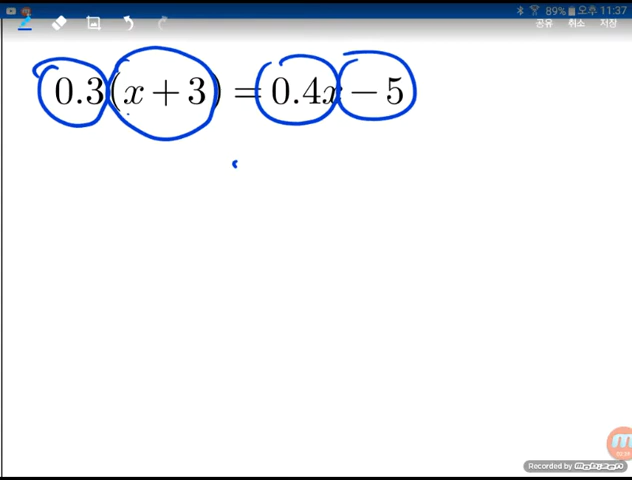 89% 오후 11:37
공유 취소 저장
0.3(x+3) = 0.4x − 5
Recorded by MOBIZEN